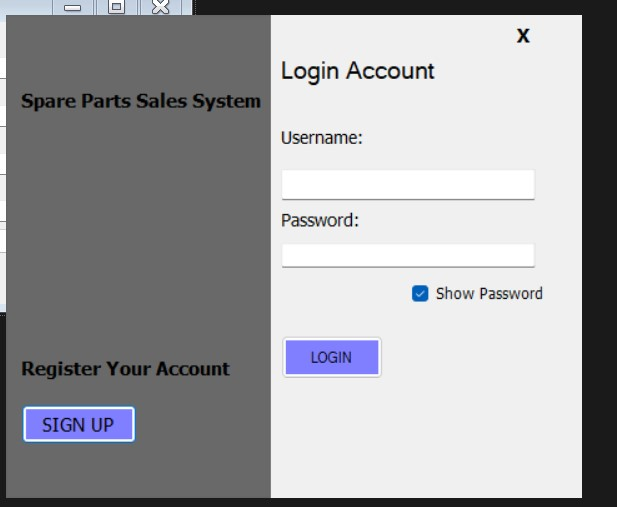 X
Login Account
Spare Parts Sales System
Username:
Password:
Show Password
LOGIN
Register Your Account
SIGN UP